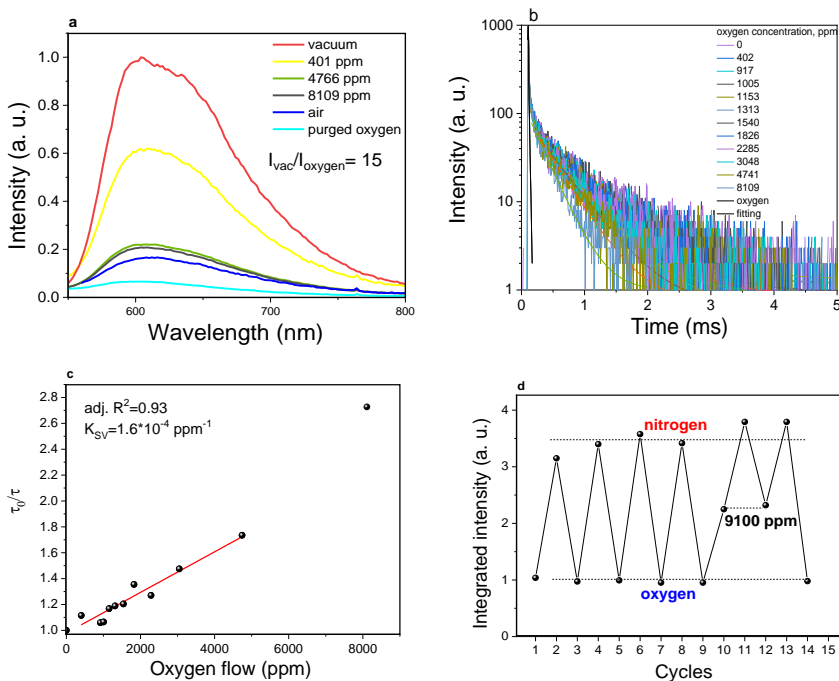 a
Intensity (a. u.)
1.0
0.8
0.6
0.4
0.2
0.0
600
700
800
Wavelength (nm)
vacuum
401 ppm
4766 ppm
8109 ppm
air
purged oxygen
I_vac/I_oxygen= 15
b
Intensity (a. u.)
1000
100
10
1
0
1
2
3
4
5
Time (ms)
oxygen concentration, ppm
0
402
917
1005
1153
1313
1540
1826
2285
3048
4741
8109
oxygen
fitting
c
τ₀/τ
2.8
2.6
2.4
2.2
2.0
1.8
1.6
1.4
1.2
1.0
0
2000
4000
6000
8000
Oxygen flow (ppm)
adj. R²=0.93
K_SV=1.6*10⁻⁴ ppm⁻¹
d
Integrated intensity (a. u.)
4
3
2
1
0
1 2 3 4 5 6 7 8 9 10 11 12 13 14 15
Cycles
nitrogen
9100 ppm
oxygen